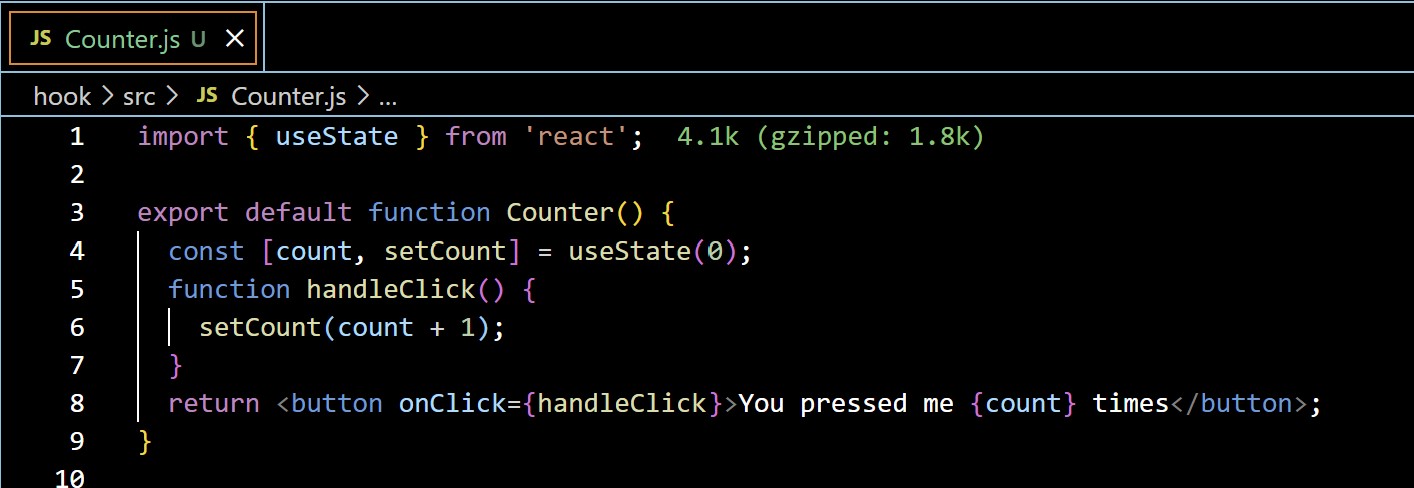 JS Counter.js U ×
hook > src > JS Counter.js > ...
1 import { useState } from 'react'; 4.1k (gzipped: 1.8k)
2
3 export default function Counter() {
4 const [count, setCount] = useState(0);
5 function handleClick() {
6 setCount(count + 1);
7 }
8 return <button onClick={handleClick}>You pressed me {count} times</button>;
9 }
10